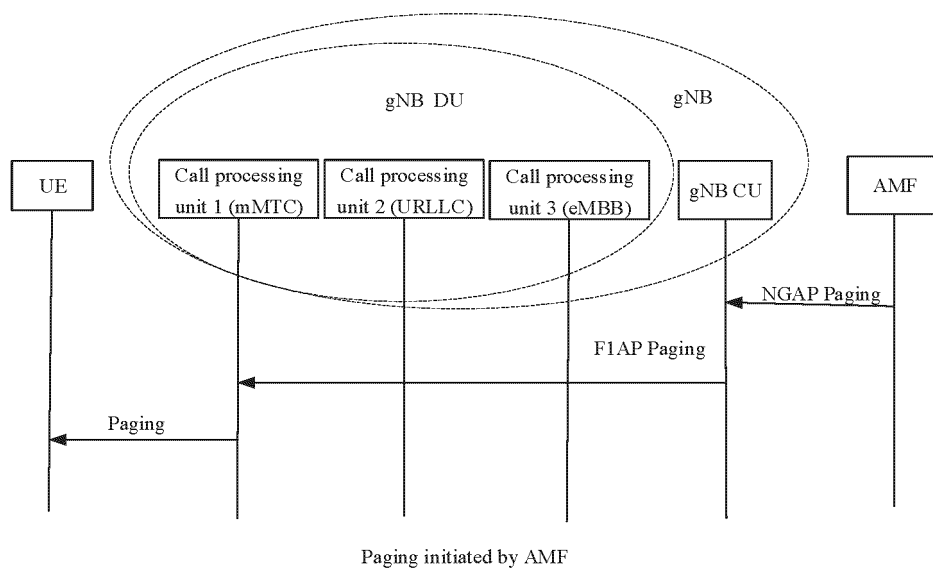 gNB DU
gNB
UE
Call processing
unit 1 (mMTC)
Call processing
unit 2 (URLLC)
Call processing
unit 3 (eMBB)
gNB CU
AMF
NGAP Paging
F1AP Paging
Paging
Paging initiated by AMF